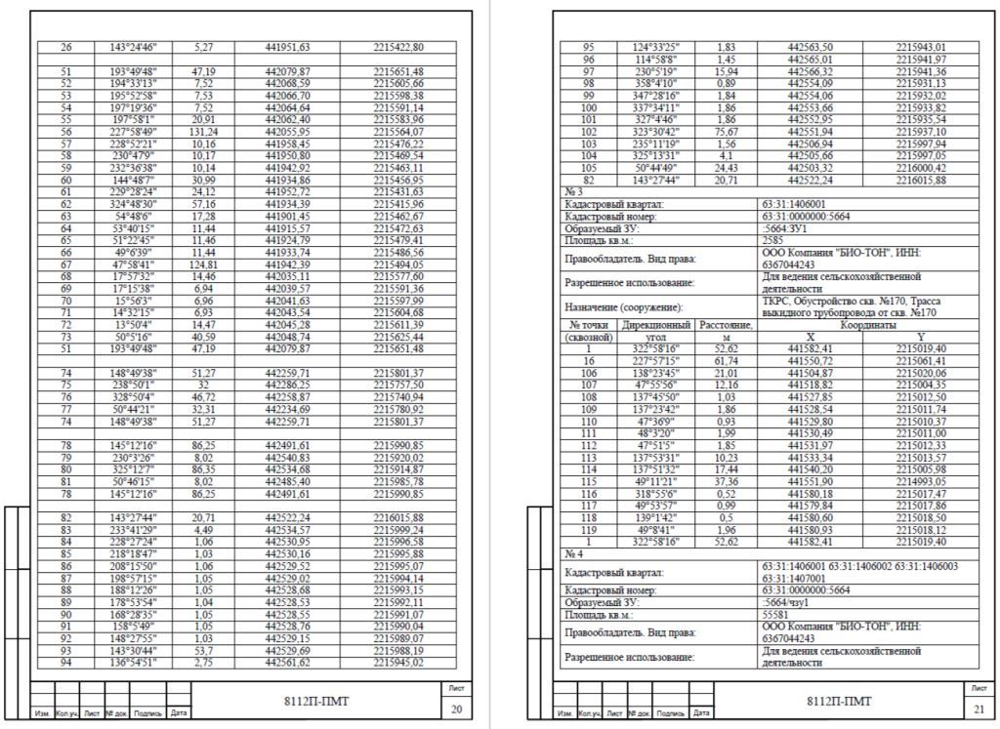 26 143°24'46" 5,27 441951,63 2215422,80
51 193°49'48" 47,19 442079,87 2215651,48
52 194°33'13" 7,52 442068,59 2215605,66
53 195°52'58" 7,53 442066,70 2215598,38
54 197°19'36" 7,52 442064,64 2215591,14
55 197°58'1" 20,91 442062,40 2215583,96
56 227°58'49" 131,24 442055,95 2215564,07
57 228°52'21" 10,16 441958,45 2215476,22
58 230°47'9" 10,17 441950,80 2215469,54
59 232°36'38" 10,14 441942,92 2215463,11
60 144°48'7" 30,99 441934,86 2215456,95
61 229°28'24" 24,12 441952,72 2215431,63
62 324°48'30" 57,16 441934,39 2215415,96
63 54°48'6" 17,28 441901,45 2215462,67
64 53°40'15" 11,44 441915,57 2215472,63
65 51°22'45" 11,46 441924,79 2215479,41
66 49°6'39" 11,44 441933,74 2215486,56
67 47°58'41" 124,81 441942,39 2215494,05
68 17°57'32" 14,46 442035,11 2215577,60
69 17°15'38" 6,94 442039,57 2215591,36
70 15°56'3" 6,96 442041,63 2215597,99
71 14°32'15" 6,93 442043,54 2215604,68
72 13°50'4" 14,47 442045,28 2215611,39
73 50°5'16" 40,59 442048,74 2215625,44
51 193°49'48" 47,19 442079,87 2215651,48
74 148°49'38" 51,27 442259,71 2215801,37
75 238°50'1" 32 442286,25 2215757,50
76 328°50'4" 46,72 442258,87 2215740,94
77 50°44'21" 32,31 442234,69 2215780,92
74 148°49'38" 51,27 442259,71 2215801,37
78 145°12'16" 86,25 442491,61 2215990,85
79 230°3'26" 8,02 442540,83 2215920,02
80 325°12'7" 86,35 442534,68 2215914,87
81 50°46'15" 8,02 442485,40 2215985,78
78 145°12'16" 86,25 442491,61 2215990,85
82 143°27'44" 20,71 442522,24 2216015,88
83 233°41'29" 4,49 442534,57 2215999,24
84 228°27'24" 1,06 442530,95 2215996,58
85 218°18'47" 1,03 442530,16 2215995,88
86 208°15'50" 1,06 442529,52 2215995,07
87 198°57'15" 1,05 442529,02 2215994,14
88 188°12'26" 1,05 442528,68 2215993,15
89 178°53'54" 1,04 442528,53 2215992,11
90 168°28'35" 1,05 442528,55 2215991,07
91 158°5'49" 1,05 442528,76 2215990,04
92 148°27'55" 1,03 442529,15 2215989,07
93 143°30'44" 53,7 442529,69 2215988,19
94 136°54'51" 2,75 442561,62 2215945,02
Изм. Кол.уч. Лист № док. Подпись Дата
8112П-ПМТ
Лист
20
95 124°33'25" 1,83 442563,50 2215943,01
96 114°58'8" 1,45 442565,01 2215941,97
97 230°5'19" 15,94 442566,32 2215941,36
98 358°4'10" 0,89 442554,09 2215931,13
99 347°28'16" 1,84 442554,06 2215932,02
100 337°34'11" 1,86 442553,66 2215933,82
101 327°4'46" 1,86 442552,95 2215935,54
102 323°30'42" 75,67 442551,94 2215937,10
103 235°11'19" 1,56 442506,94 2215997,94
104 325°13'31" 4,1 442505,66 2215997,05
105 50°44'49" 24,43 442503,32 2216000,42
82 143°27'44" 20,71 442522,24 2216015,88
№ 3
Кадастровый квартал: 63:31:1406001
Кадастровый номер: 63:31:0000000:5664
Образуемый ЗУ: :5664:ЗУ1
Площадь кв.м.: 2585
Правообладатель. Вид права: ООО Компания "БИО-ТОН", ИНН:
6367044243
Разрешенное использование: Для ведения сельскохозяйственной
деятельности
Назначение (сооружение): ТКРС, Обустройство скв. №170, Трасса
выкидного трубопровода от скв. №170
№ точки Дирекционный Расстояние, Координаты
(сквозной) угол м X Y
1 322°58'16" 52,62 441582,41 2215019,40
16 227°57'15" 61,74 441550,72 2215061,41
106 138°23'45" 21,01 441504,87 2215020,06
107 47°55'56" 12,16 441518,82 2215004,35
108 137°45'50" 1,03 441527,85 2215012,50
109 137°23'42" 1,86 441528,54 2215011,74
110 47°36'9" 0,93 441529,80 2215010,37
111 48°3'20" 1,99 441530,49 2215011,00
112 47°51'5" 1,85 441531,97 2215012,33
113 137°53'31" 10,23 441533,34 2215013,57
114 137°51'32" 17,44 441540,20 2215005,98
115 49°11'21" 37,36 441551,90 2214993,05
116 318°55'6" 0,52 441580,18 2215017,47
117 49°53'57" 0,99 441579,84 2215017,86
118 139°1'42" 0,5 441580,60 2215018,50
119 49°8'41" 1,96 441580,93 2215018,12
1 322°58'16" 52,62 441582,41 2215019,40
№ 4
Кадастровый квартал: 63:31:1406001 63:31:1406002 63:31:1406003
63:31:1407001
Кадастровый номер: 63:31:0000000:5664
Образуемый ЗУ: :5664/чзу1
Площадь кв.м.: 55581
Правообладатель. Вид права: ООО Компания "БИО-ТОН", ИНН:
6367044243
Разрешенное использование: Для ведения сельскохозяйственной
деятельности
Изм. Кол.уч. Лист № док. Подпись Дата
8112П-ПМТ
Лист
21